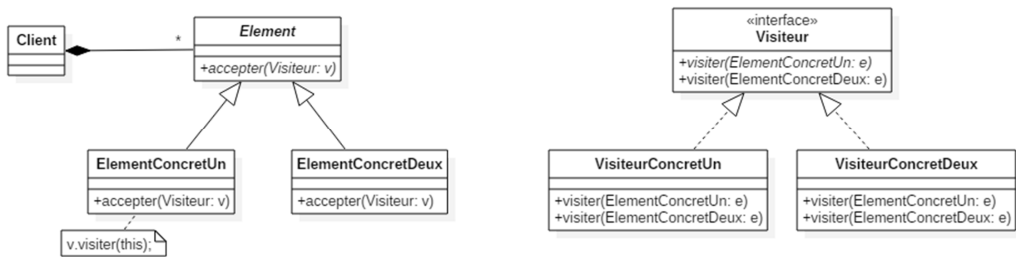 Client
*
Element
+accepter(Visiteur: v)
ElementConcretUn
+accepter(Visiteur: v)
v.visiter(this);
ElementConcretDeux
+accepter(Visiteur: v)
«interface»
Visiteur
+visiter(ElementConcretUn: e)
+visiter(ElementConcretDeux: e)
VisiteurConcretUn
+visiter(ElementConcretUn: e)
+visiter(ElementConcretDeux: e)
VisiteurConcretDeux
+visiter(ElementConcretUn: e)
+visiter(ElementConcretDeux: e)